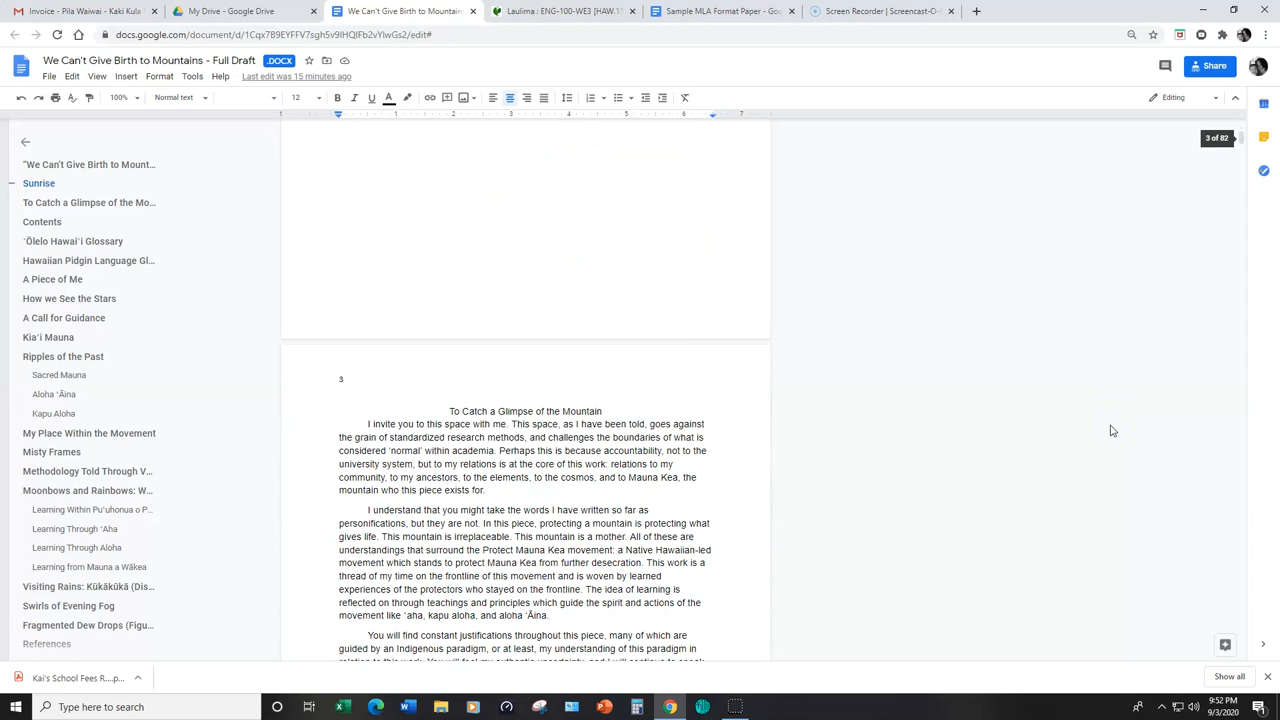 Invoice - Pila Waiwai - Kaki Kula
My Drive - Google Drive
We Can't Give Birth to Mountains
Laulima : ENG-100-WE3 [HAW.1
Sample MLA Format Paper - Goo
Screen Recorder | Screencast-O-
docs.google.com/document/d/1Cqx7B9EYFFV7sgh5v9IHQIFb2vYlwGs2/edit#
We Can't Give Birth to Mountains - Full Draft .DOCX
File Edit View Insert Format Tools Help Last edit was 15 minutes ago
Share
100% Normal text 12 B I U A Editing
1 1 2 3 4 5 6 7
3 of 82
“We Can't Give Birth to Mount...
Sunrise
To Catch a Glimpse of the Mo...
Contents
ʻŌlelo Hawaiʻi Glossary
Hawaiian Pidgin Language Gl...
A Piece of Me
How we See the Stars
A Call for Guidance
Kiaʻi Mauna
Ripples of the Past
Sacred Mauna
Aloha ʻĀina
Kapu Aloha
My Place Within the Movement
Misty Frames
Methodology Told Through V...
Moonbows and Rainbows: W...
Learning Within Puʻuhonua o P...
Learning Through ʻAha
Learning Through Aloha
Learning from Mauna a Wākea
Visiting Rains: Kūkākūkā (Dis...
Swirls of Evening Fog
Fragmented Dew Drops (Figu...
References
3
To Catch a Glimpse of the Mountain
I invite you to this space with me. This space, as I have been told, goes against
the grain of standardized research methods, and challenges the boundaries of what is
considered ‘normal’ within academia. Perhaps this is because accountability, not to the
university system, but to my relations is at the core of this work: relations to my
community, to my ancestors, to the elements, to the cosmos, and to Mauna Kea, the
mountain who this piece exists for.
I understand that you might take the words I have written so far as
personifications, but they are not. In this piece, protecting a mountain is protecting what
gives life. This mountain is irreplaceable. This mountain is a mother. All of these are
understandings that surround the Protect Mauna Kea movement: a Native Hawaiian-led
movement which stands to protect Mauna Kea from further desecration. This work is a
thread of my time on the frontline of this movement and is woven by learned
experiences of the protectors who stayed on the frontline. The idea of learning is
reflected on through teachings and principles which guide the spirit and actions of the
movement like ʻaha, kapu aloha, and aloha ʻĀina.
You will find constant justifications throughout this piece, many of which are
guided by an Indigenous paradigm, or at least, my understanding of this paradigm in
Kai's School Fees R....p...
Show all
Type here to search
9:52 PM
9/3/2020